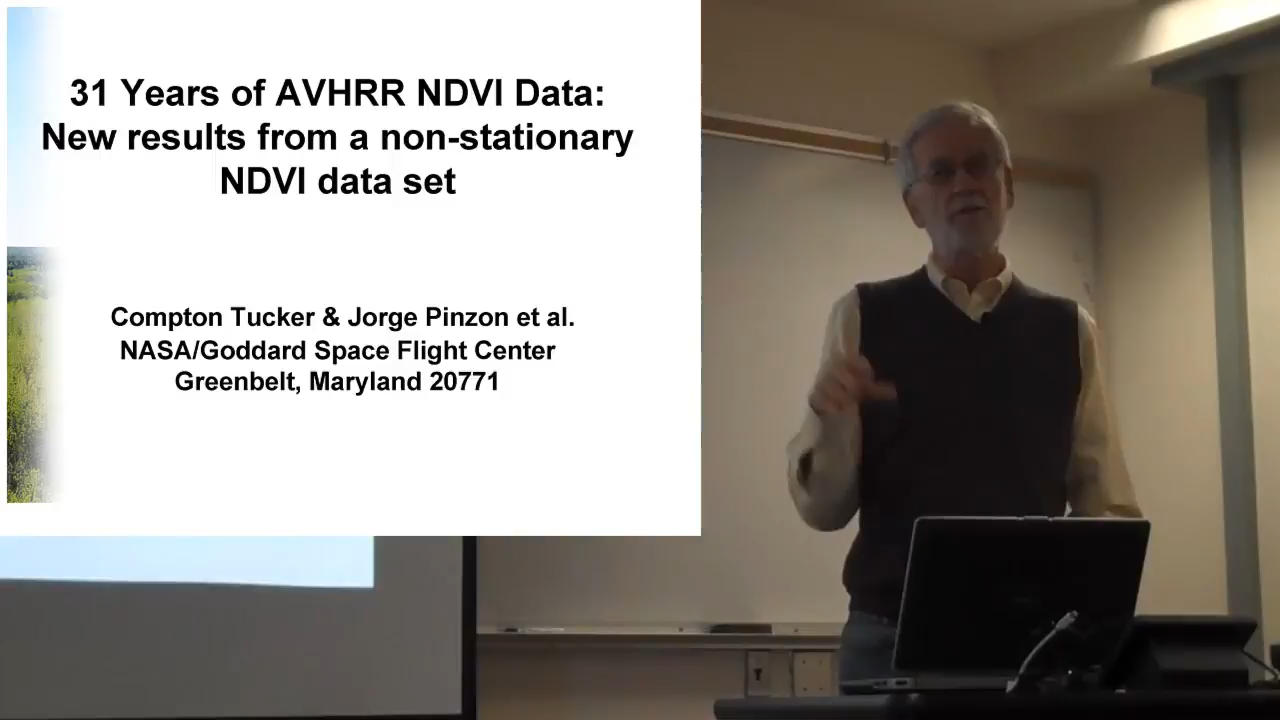 31 Years of AVHRR NDVI Data:
New results from a non-stationary
NDVI data set
Compton Tucker & Jorge Pinzon et al.
NASA/Goddard Space Flight Center
Greenbelt, Maryland 20771